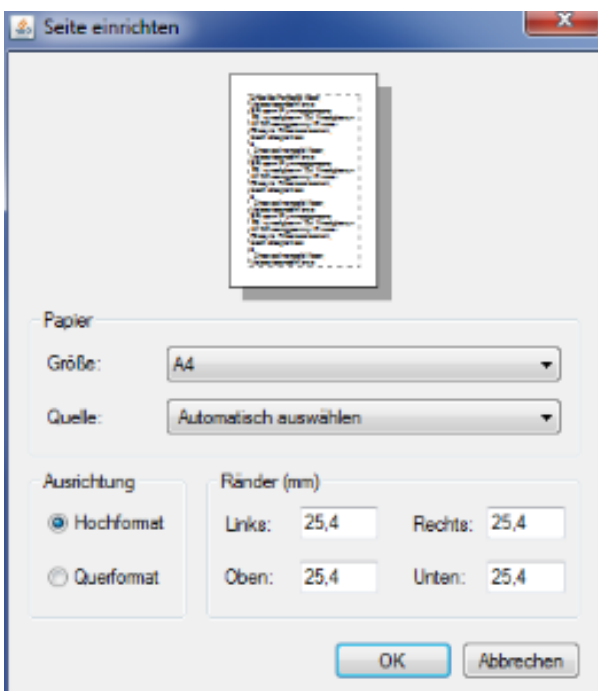 Seite einrichten
Papier
Größe: A4
Quelle: Automatisch auswählen
Ausrichtung
Hochformat
Querformat
Ränder (mm)
Links: 25,4 Rechts: 25,4
Oben: 25,4 Unten: 25,4
OK Abbrechen